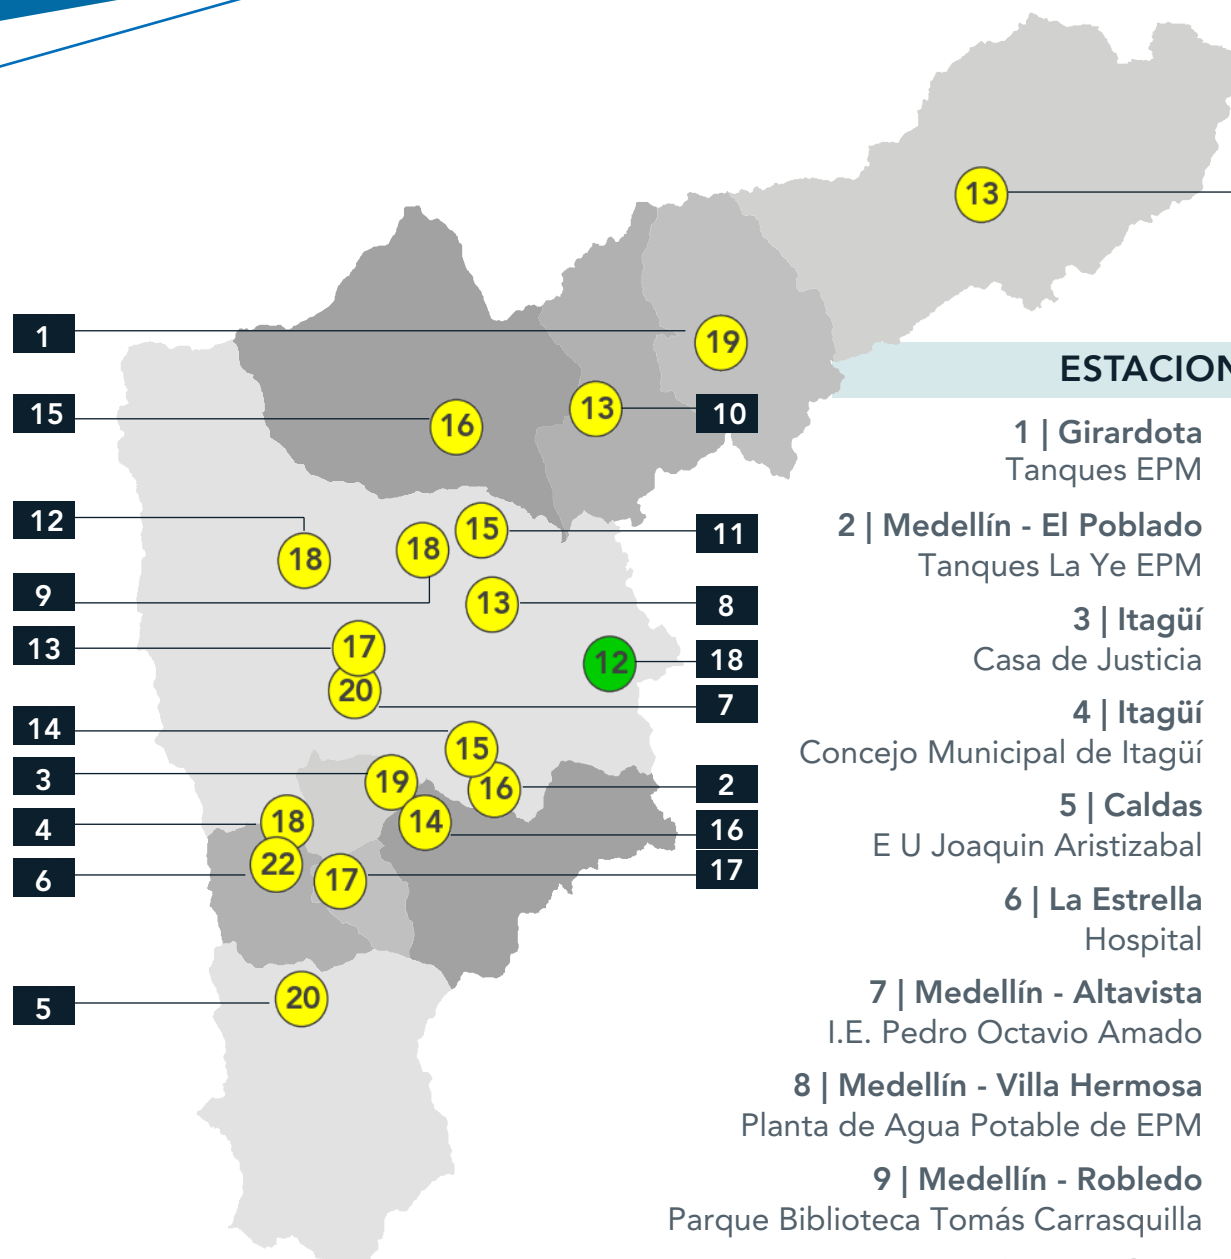 13
1
19
15
16
13
10
12
18
18
15
11
9
13
8
13
17
12
18
20
7
14
15
3
19
16
2
4
18
14
16
6
22
17
17
5
20
ESTACION
1 | Girardota
Tanques EPM
2 | Medellín - El Poblado
Tanques La Ye EPM
3 | Itagüí
Casa de Justicia
4 | Itagüí
Concejo Municipal de Itagüí
5 | Caldas
E U Joaquin Aristizabal
6 | La Estrella
Hospital
7 | Medellín - Altavista
I.E. Pedro Octavio Amado
8 | Medellín - Villa Hermosa
Planta de Agua Potable de EPM
9 | Medellín - Robledo
Parque Biblioteca Tomás Carrasquilla